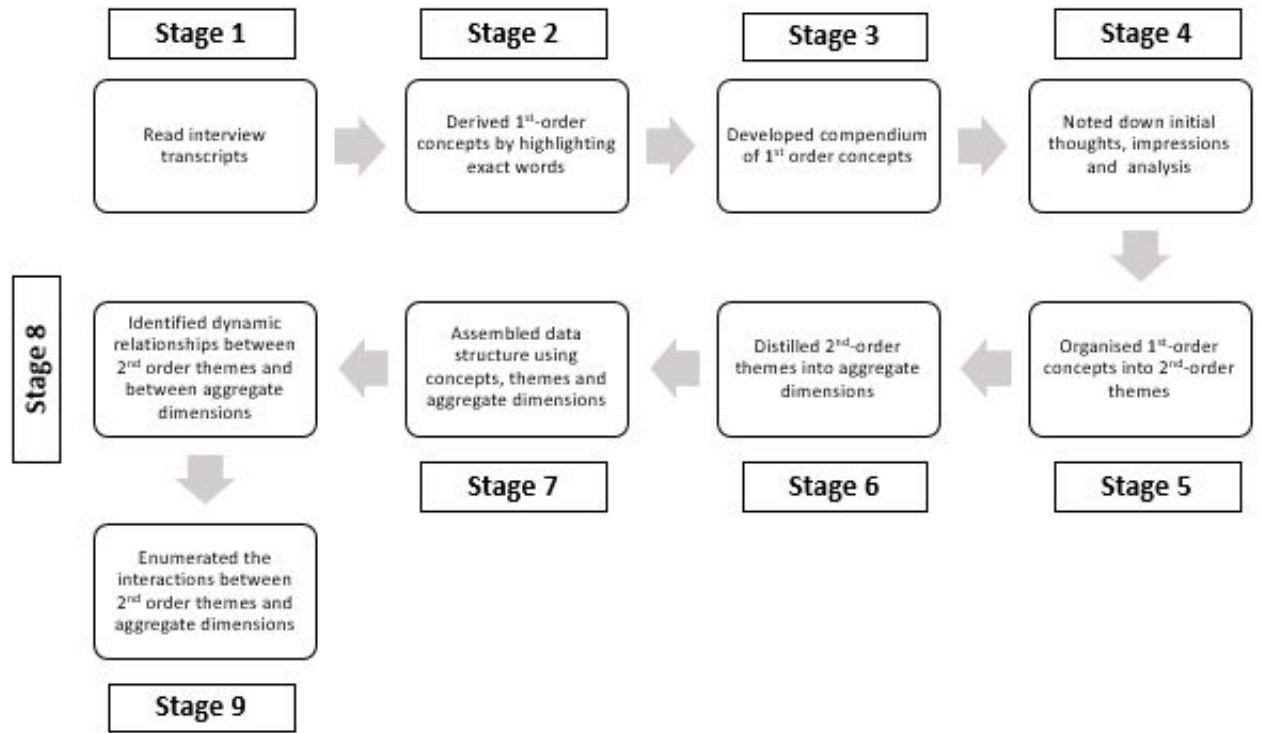 Stage 1
Stage 2
Stage 3
Stage 4
Read interview
transcripts
Derived 1st-order
concepts by highlighting
exact words
Developed compendium
of 1st order concepts
Noted down initial
thoughts, impressions
and analysis
Stage 8
Identified dynamic
relationships between
2nd order themes and
between aggregate
dimensions
Assembled data
structure using
concepts, themes and
aggregate dimensions
Distilled 2nd-order
themes into aggregate
dimensions
Organised 1st-order
concepts into 2nd-order
themes
Stage 7
Stage 6
Stage 5
Enumerated the
interactions between
2nd order themes and
aggregate dimensions
Stage 9